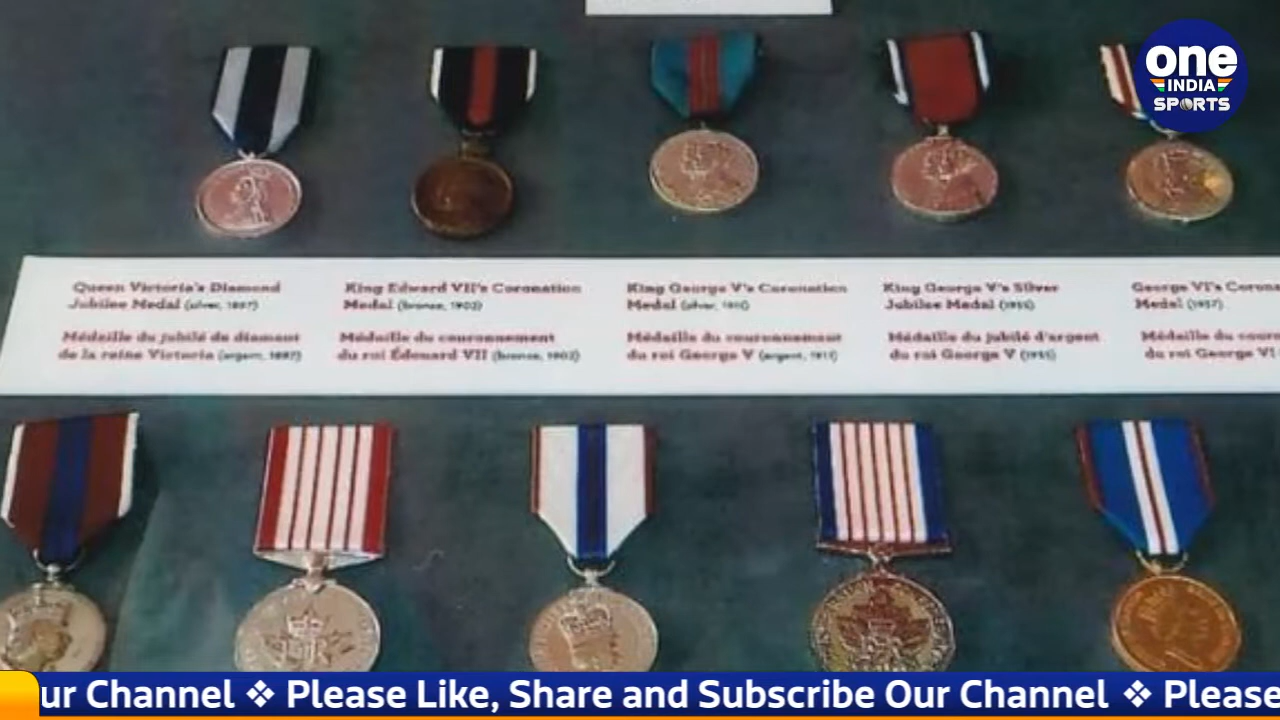 one
INDIA
SPORTS
Queen Victoria's Diamond
Jubilee Medal (silver, 1897)
King Edward VII's Coronation
Medal (bronze, 1902)
King George V's Coronation
Medal (silver, 1911)
King George V's Silver
Jubilee Medal (1935)
George VI's Corona
Medal (1937)
Médaille du jubilé de diamant
de la reine Victoria (argent, 1897)
Médaille du couronnement
du roi Édouard VII (bronze, 1902)
Médaille du couronnement
du roi George V (argent, 1911)
Médaille du jubilé d'argent
du roi George V (1935)
Médaille du cour
du roi George VI
ur Channel ❖ Please Like, Share and Subscribe Our Channel ❖ Please